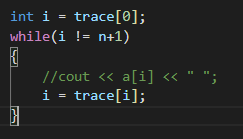 int i = trace[0];
while(i != n+1)
{
    //cout << a[i] << " ";
    i = trace[i];
}